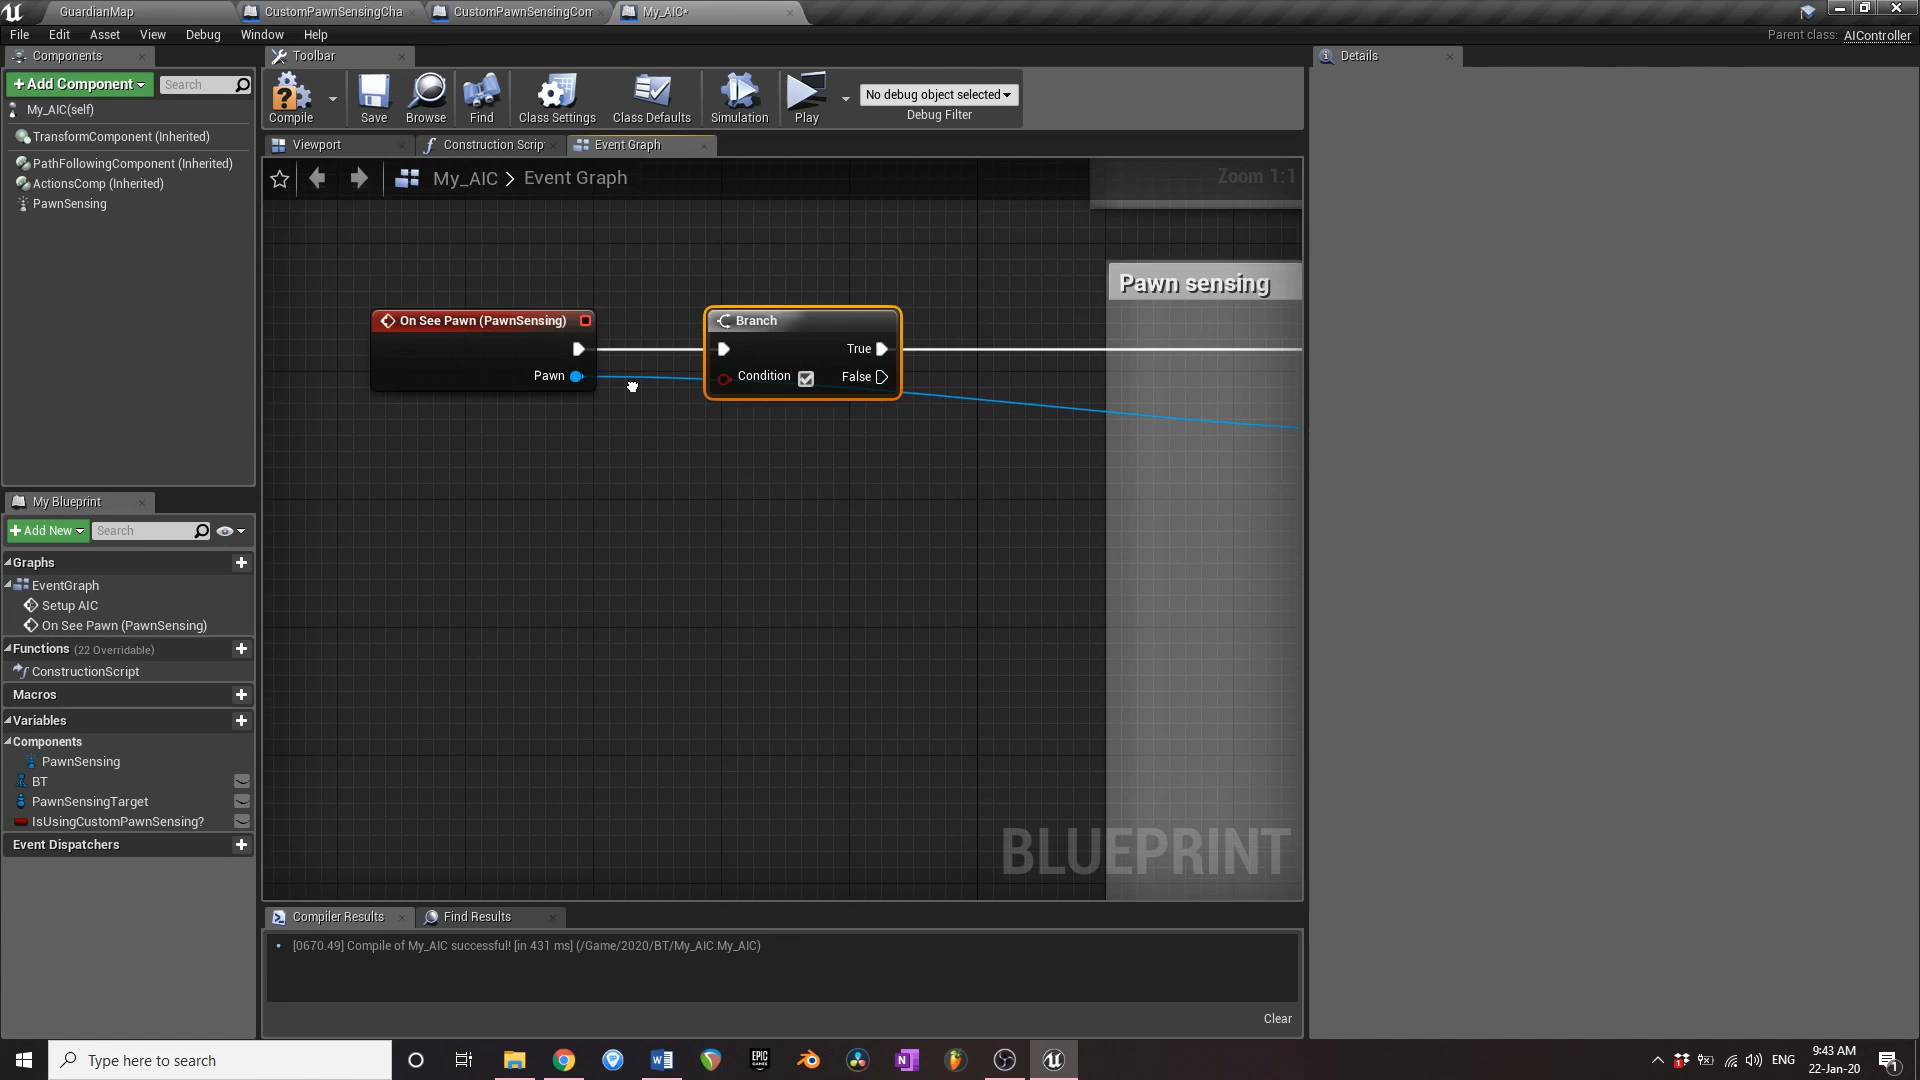 GuardianMap
CustomPawnSensingCha
CustomPawnSensingCom
My_AIC*
File Edit Asset View Debug Window Help
Parent class: AIController
Components
Toolbar
Details
+Add Component
Search
My_AIC(self)
TransformComponent (Inherited)
PathFollowingComponent (Inherited)
ActionsComp (Inherited)
PawnSensing
Compile
Save
Browse
Find
Class Settings
Class Defaults
Simulation
Play
No debug object selected
Debug Filter
Viewport
Construction Scrip
Event Graph
My_AIC > Event Graph
Zoom 1:1
Pawn sensing
On See Pawn (PawnSensing)
Pawn
Branch
True
Condition
False
BLUEPRINT
My Blueprint
+Add New
Search
Graphs
EventGraph
Setup AIC
On See Pawn (PawnSensing)
Functions (22 Overridable)
ConstructionScript
Macros
Variables
Components
PawnSensing
BT
PawnSensingTarget
IsUsingCustomPawnSensing?
Event Dispatchers
Compiler Results
Find Results
[0670.49] Compile of My_AIC successful! [in 431 ms] (/Game/2020/BT/My_AIC.My_AIC)
Clear
Type here to search
EPIC GAMES
ENG
9:43 AM
22-Jan-20
1